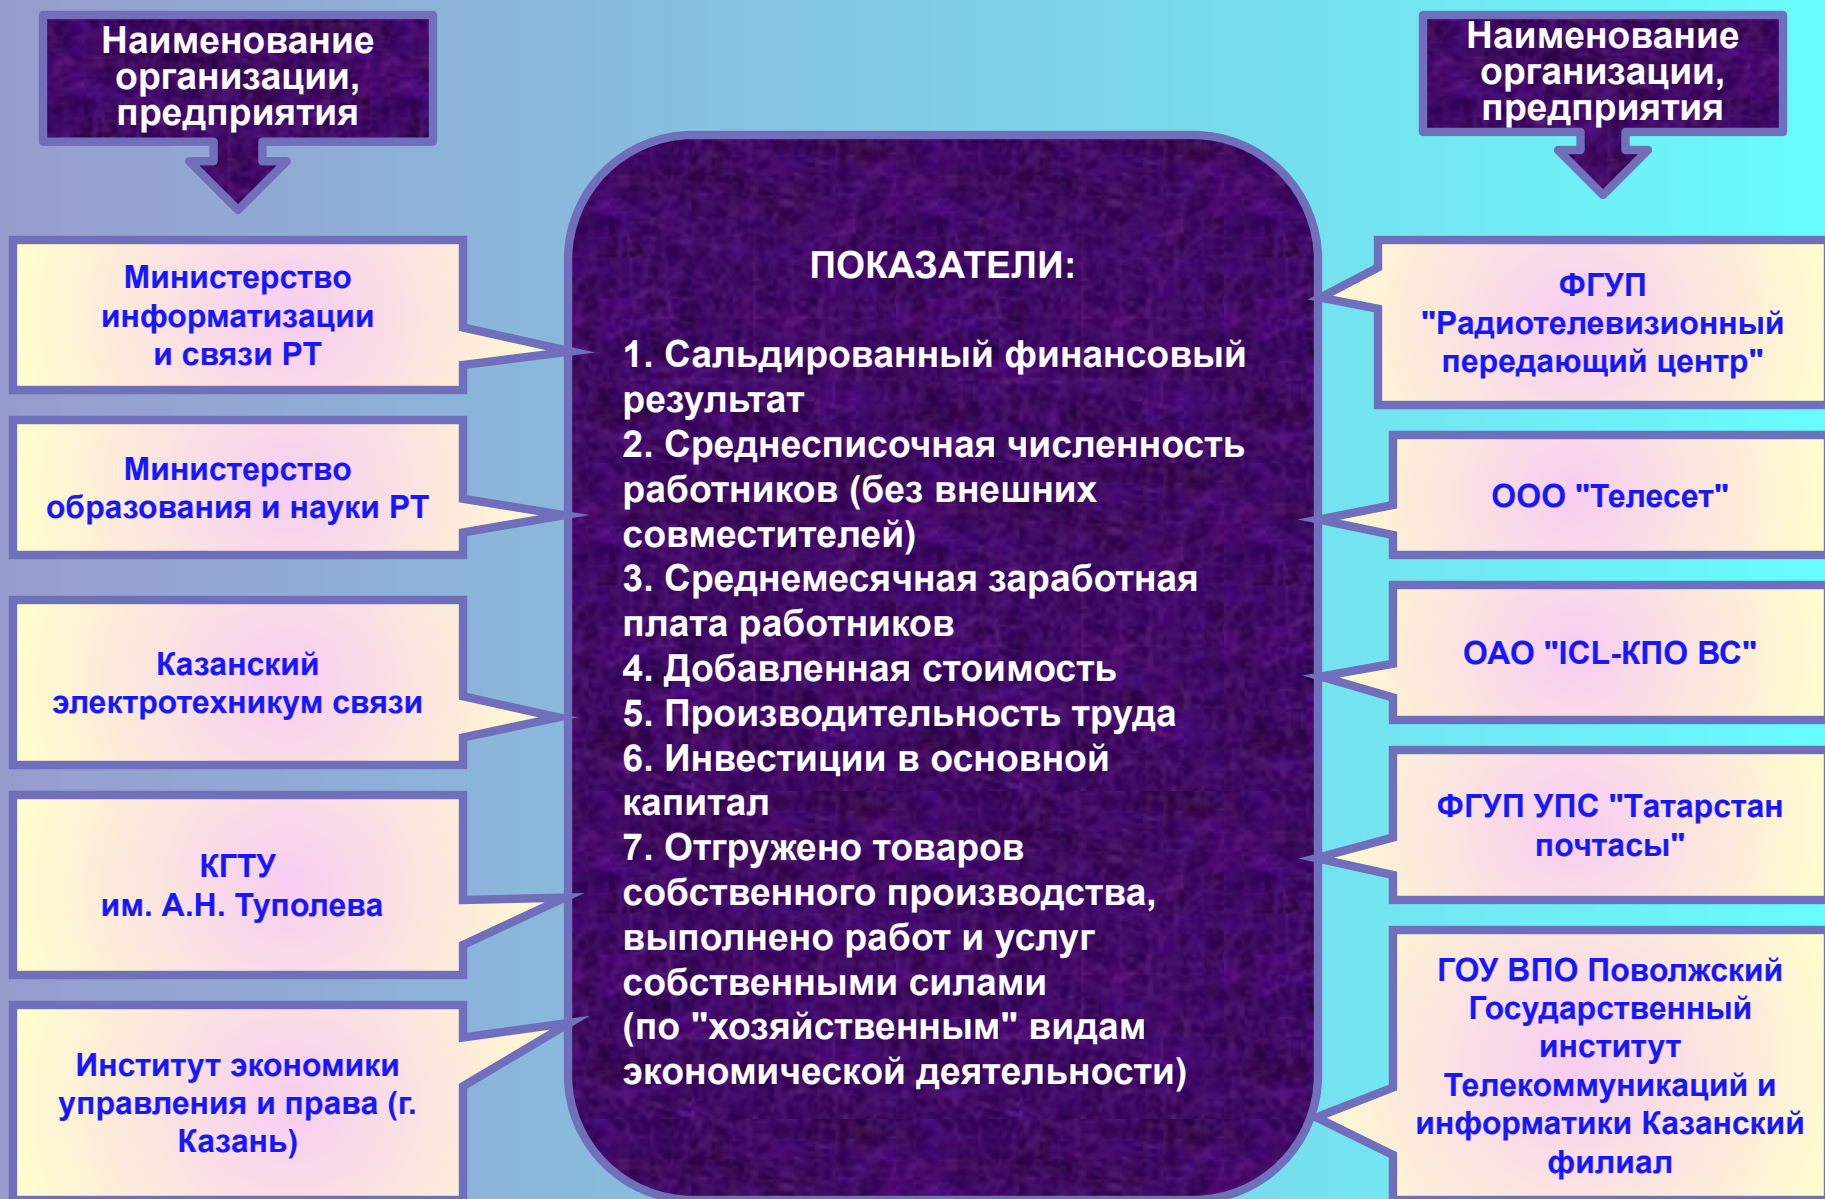 Наименование
организации,
предприятия
Министерство
информатизации
и связи РТ
Министерство
образования и науки РТ
Казанский
электротехникум связи
КГТУ
им. А.Н. Туполева
Институт экономики
управления и права (г.
Казань)
ПОКАЗАТЕЛИ:
1. Сальдированный финансовый
результат
2. Среднесписочная численность
работников (без внешних
совместителей)
3. Среднемесячная заработная
плата работников
4. Добавленная стоимость
5. Производительность труда
6. Инвестиции в основной
капитал
7. Отгружено товаров
собственного производства,
выполнено работ и услуг
собственными силами
(по "хозяйственным" видам
экономической деятельности)
Наименование
организации,
предприятия
ФГУП
"Радиотелевизионный
передающий центр"
ООО "Телесет"
ОАО "ICL-КПО ВС"
ФГУП УПС "Татарстан
почтасы"
ГОУ ВПО Поволжский
Государственный
институт
Телекоммуникаций и
информатики Казанский
филиал